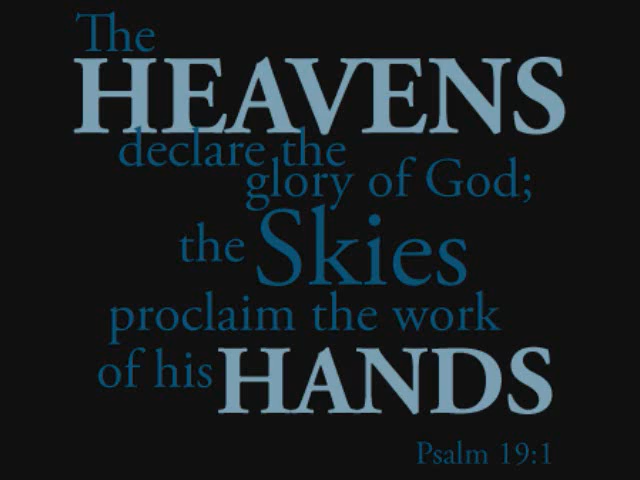 The
HEAVENS
declare the
glory of God;
the Skies
proclaim the work
of his HANDS
Psalm 19:1